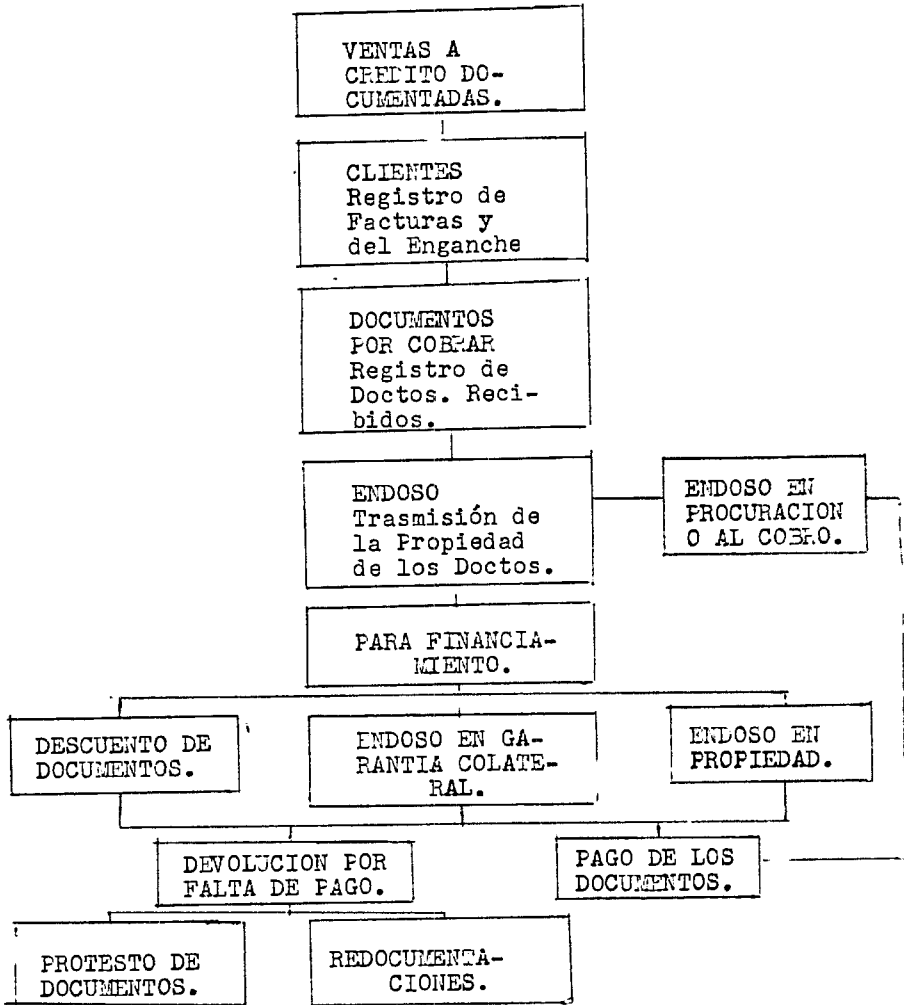 VENTAS A
CREDITO DO-
CUMENTADAS.
CLIENTES
Registro de
Facturas y
del Enganche
DOCUMENTOS
POR COBRAR
Registro de
Doctos. Reci-
bidos.
ENDOSO
Trasmisión de
la Propiedad
de los Doctos.
ENDOSO EN
PROCURACION
O AL COBRO.
PARA FINANCIA-
MIENTO.
DESCUENTO DE
DOCUMENTOS.
ENDOSO EN GA-
RANTIA COLATE-
RAL.
ENDOSO EN
PROPIEDAD.
DEVOLUCION POR
FALTA DE PAGO.
PAGO DE LOS
DOCUMENTOS.
PROTESTO DE
DOCUMENTOS.
REDOCUMENTA-
CIONES.